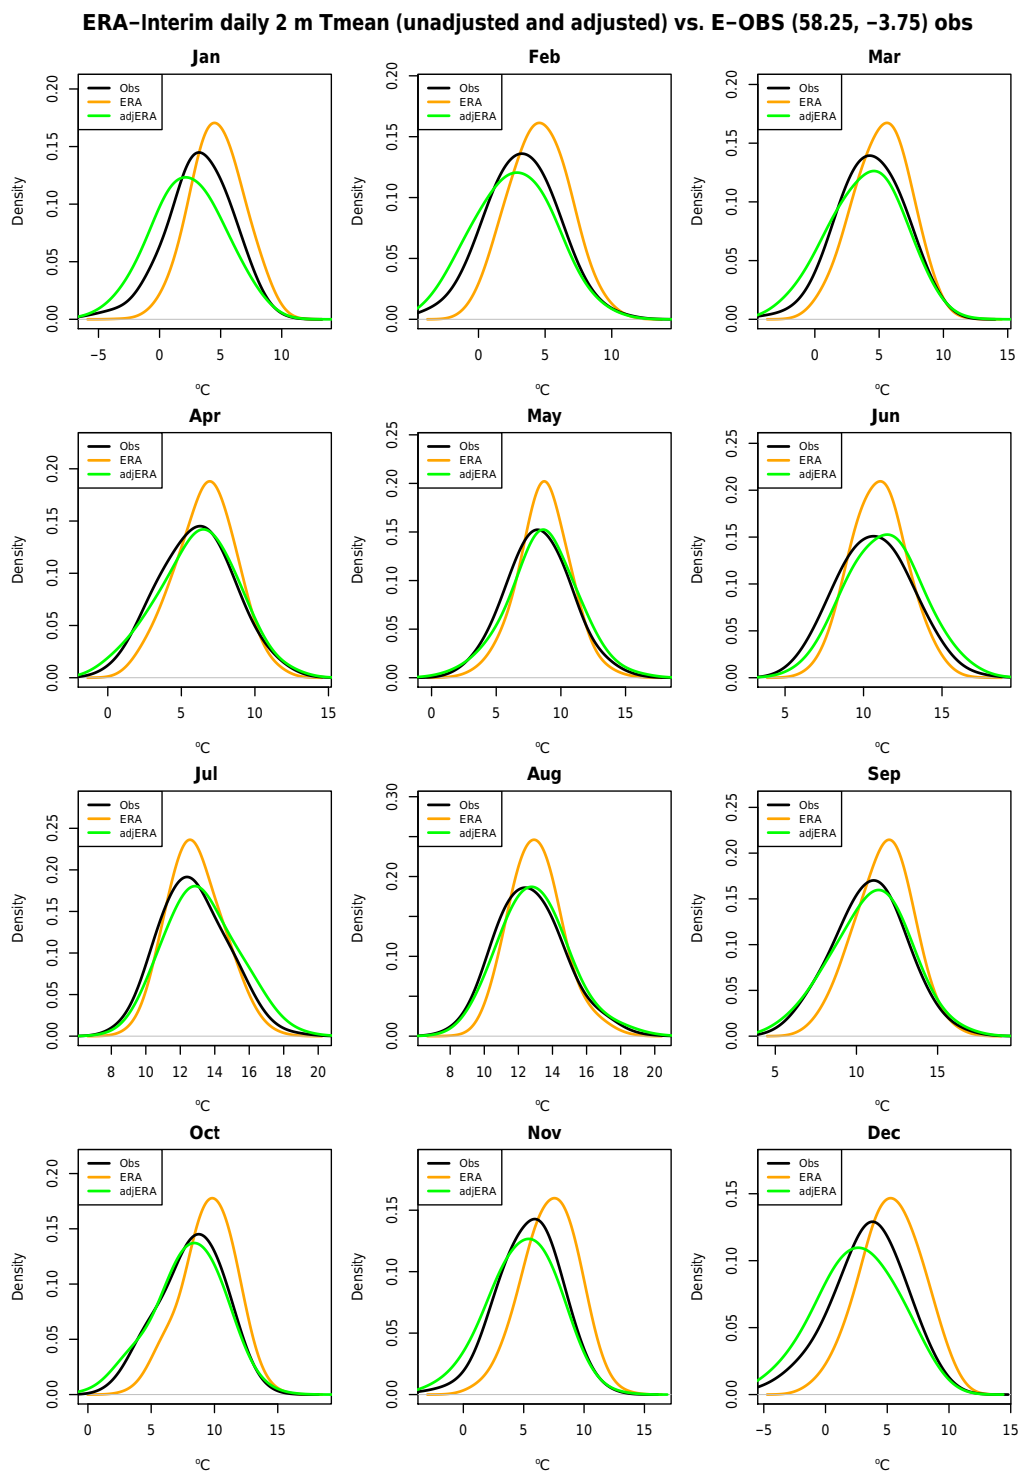 ERA−Interim daily 2 m Tmean (unadjusted and adjusted) vs. E−OBS (58.25, −3.75) obs
Jan
Obs
ERA
adjERA
Density
0.00 0.05 0.10 0.15 0.20
−5 0 5 10
°C
Feb
Obs
ERA
adjERA
Density
0.00 0.05 0.10 0.15 0.20
0 5 10
°C
Mar
Obs
ERA
adjERA
Density
0.00 0.05 0.10 0.15 0.20
0 5 10 15
°C
Apr
Obs
ERA
adjERA
Density
0.00 0.05 0.10 0.15 0.20
0 5 10 15
°C
May
Obs
ERA
adjERA
Density
0.00 0.05 0.10 0.15 0.20 0.25
0 5 10 15
°C
Jun
Obs
ERA
adjERA
Density
0.00 0.05 0.10 0.15 0.20 0.25
5 10 15
°C
Jul
Obs
ERA
adjERA
Density
0.00 0.05 0.10 0.15 0.20 0.25
8 10 12 14 16 18 20
°C
Aug
Obs
ERA
adjERA
Density
0.00 0.10 0.20 0.30
8 10 12 14 16 18 20
°C
Sep
Obs
ERA
adjERA
Density
0.00 0.05 0.10 0.15 0.20 0.25
5 10 15
°C
Oct
Obs
ERA
adjERA
Density
0.00 0.05 0.10 0.15 0.20
0 5 10 15
°C
Nov
Obs
ERA
adjERA
Density
0.00 0.05 0.10 0.15
0 5 10 15
°C
Dec
Obs
ERA
adjERA
Density
0.00 0.05 0.10 0.15
−5 0 5 10 15
°C